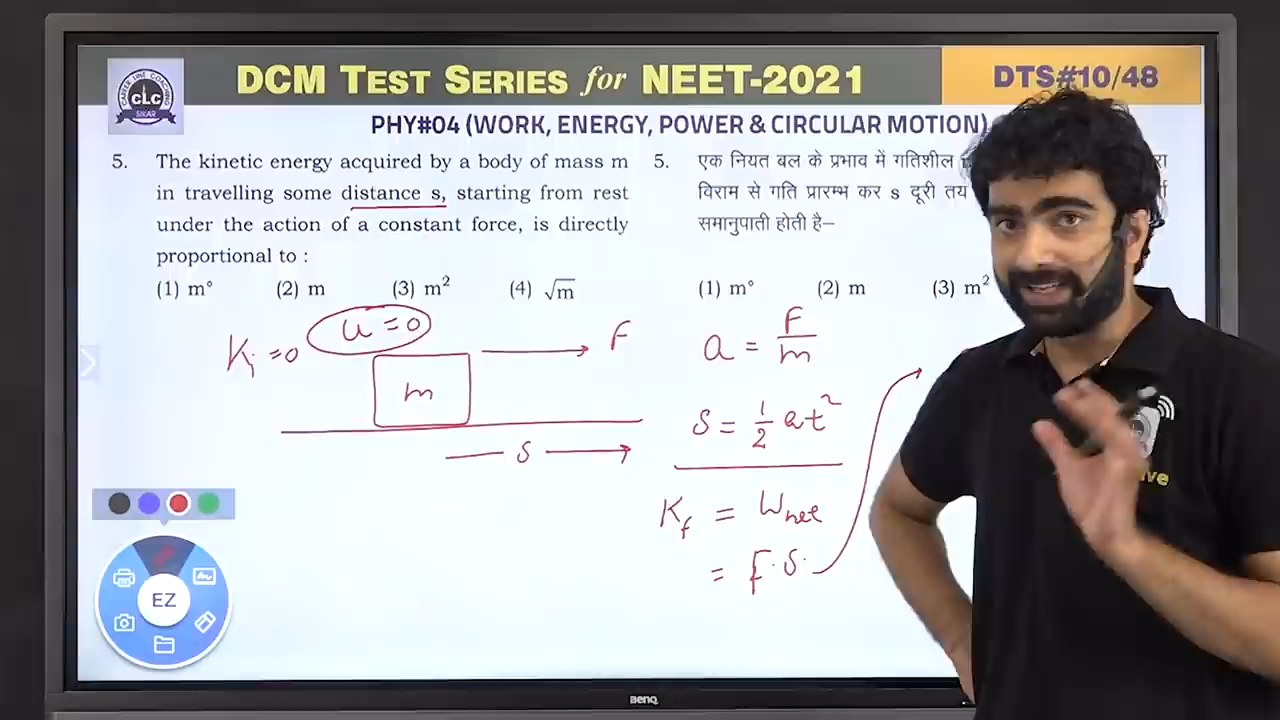 DCM TEST SERIES for NEET-2021
DTS#10/48
CLC
SIKAR
PHY#04 (WORK, ENERGY, POWER & CIRCULAR MOTION)
5. The kinetic energy acquired by a body of mass m
in travelling some distance s, starting from rest
under the action of a constant force, is directly
proportional to :
(1) m° (2) m (3) m² (4) √m
5. एक नियत बल के प्रभाव में गतिशील
विराम से गति प्रारम्भ कर s दूरी तय
समानुपाती होती है–
(1) m° (2) m (3) m²
Ki = 0
u = 0
F
m
s
a = F/m
s = 1/2 at²
Kf = Wnet
= F.S.
EZ
BenQ